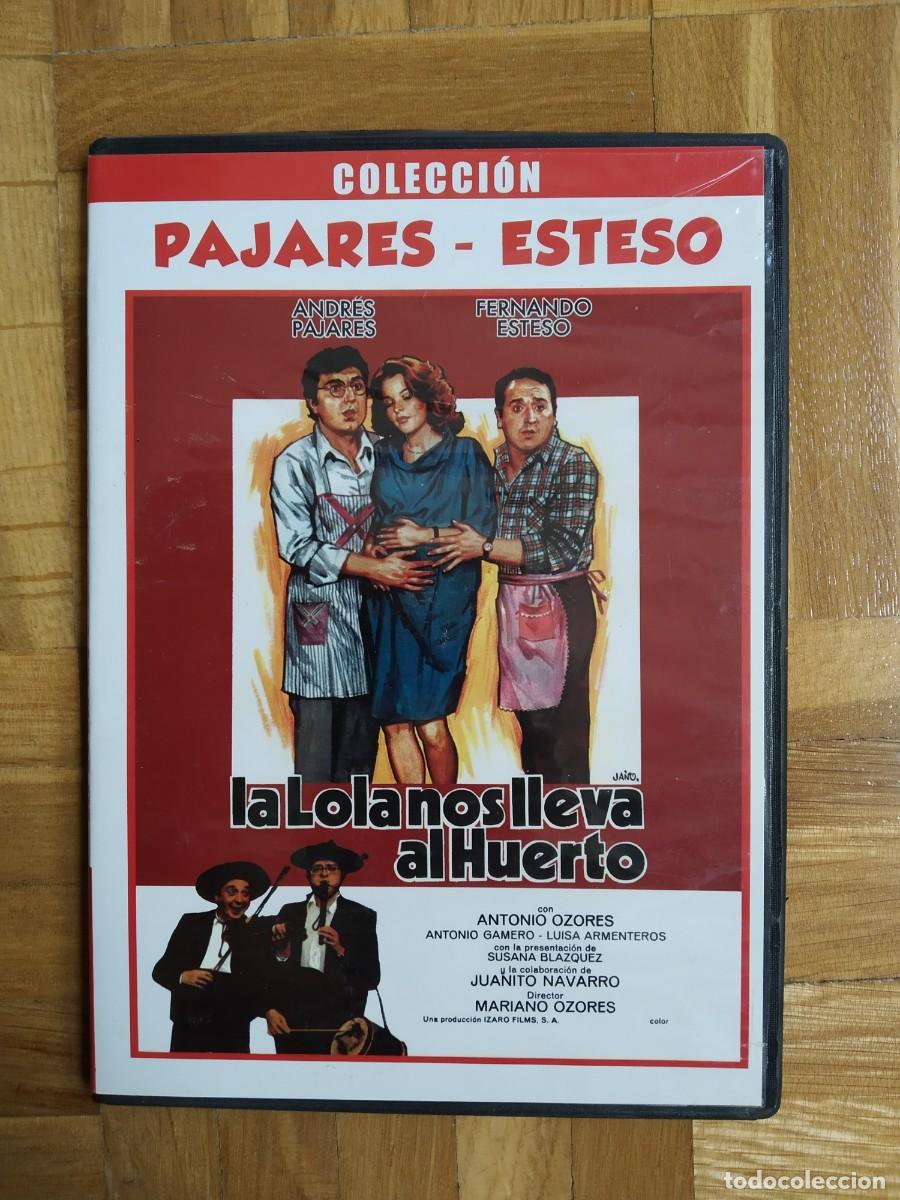 COLECCIÓN
PAJARES - ESTESO
ANDRÉS PAJARES
FERNANDO ESTESO
JANO.
la Lola nos lleva
al Huerto
con
ANTONIO OZORES
ANTONIO GAMERO - LUISA ARMENTEROS
con la presentación de
SUSANA BLAZQUEZ
y la colaboración de
JUANITO NAVARRO
Director
MARIANO OZORES
Una producción IZARO FILMS, S. A.
color
todocoleccion